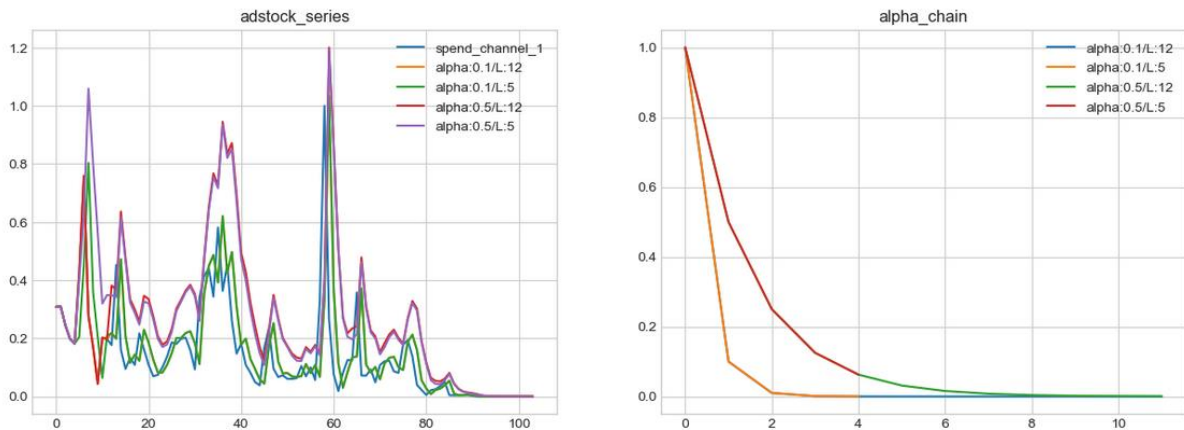 adstock_series
spend_channel_1
alpha:0.1/L:12
alpha:0.1/L:5
alpha:0.5/L:12
alpha:0.5/L:5
1.2
1.0
0.8
0.6
0.4
0.2
0.0
0 20 40 60 80 100
alpha_chain
alpha:0.1/L:12
alpha:0.1/L:5
alpha:0.5/L:12
alpha:0.5/L:5
1.0
0.8
0.6
0.4
0.2
0.0
0 2 4 6 8 10